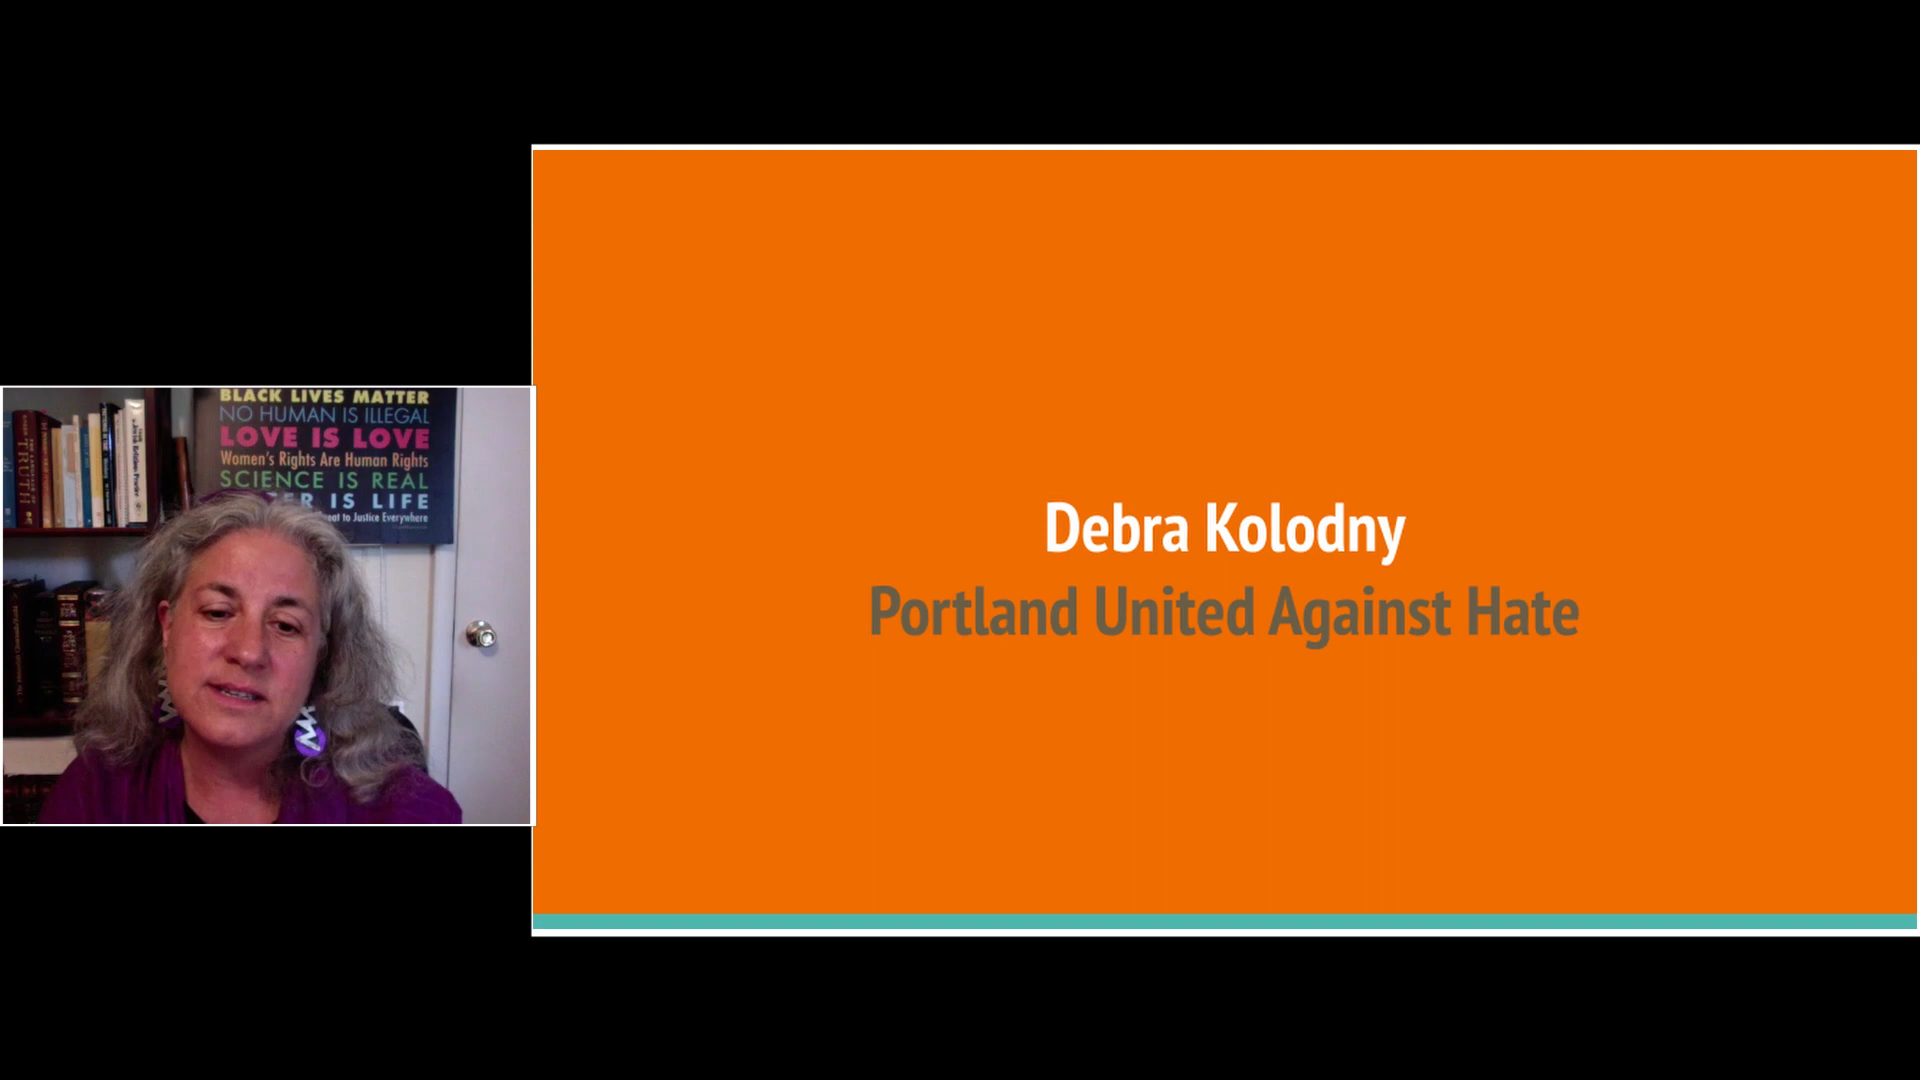 BLACK LIVES MATTER
NO HUMAN IS ILLEGAL
LOVE IS LOVE
Women's Rights Are Human Rights
SCIENCE IS REAL
IS LIFE
to Justice Everywhere
TRUTH
Debra Kolodny
Portland United Against Hate